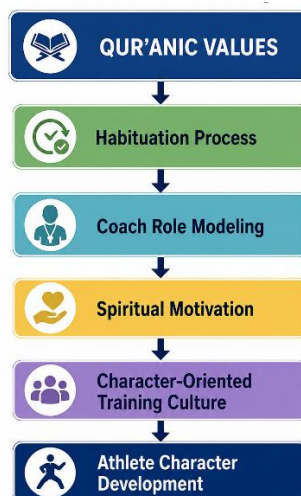 QUR'ANIC VALUES
Habituation Process
Coach Role Modeling
Spiritual Motivation
Character-Oriented
Training Culture
Athlete Character
Development